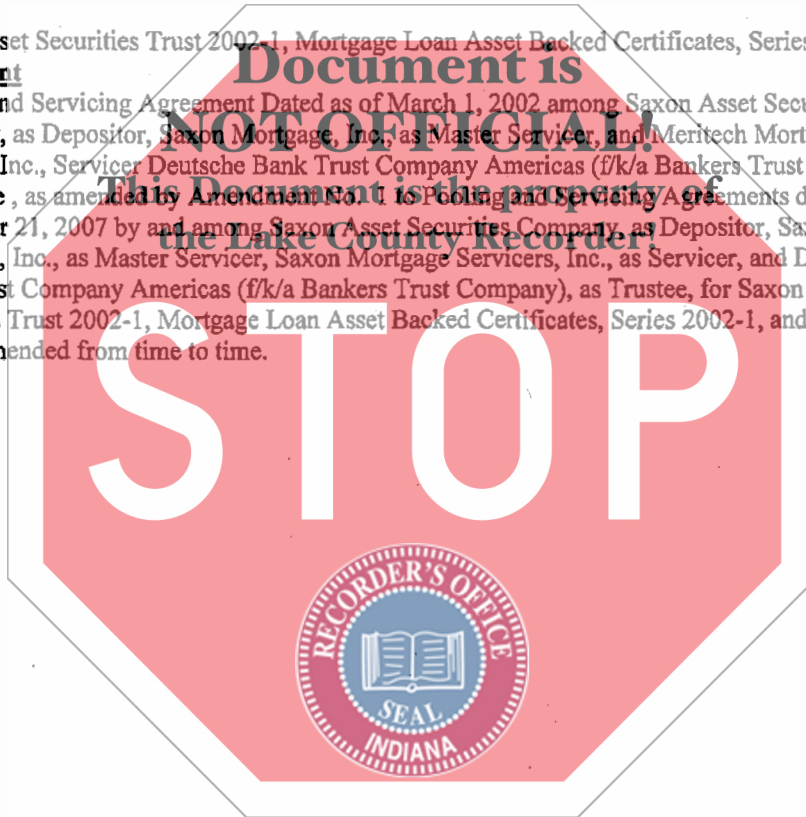 set Securities Trust 2002-1, Mortgage Loan Asset Backed Certificates, Series
nt
nd Servicing Agreement Dated as of March 1, 2002 among Saxon Asset Secu
, as Depositor, Saxon Mortgage, Inc., as Master Servicer, and Meritech Mort
Inc., Servicer Deutsche Bank Trust Company Americas (f/k/a Bankers Trust
e , as amended by Amendment No. 1 to Pooling and Servicing Agreements d
r 21, 2007 by and among Saxon Asset Securities Company, as Depositor, Sax
, Inc., as Master Servicer, Saxon Mortgage Servicers, Inc., as Servicer, and D
st Company Americas (f/k/a Bankers Trust Company), as Trustee, for Saxon
Trust 2002-1, Mortgage Loan Asset Backed Certificates, Series 2002-1, and
ended from time to time.
Document is
NOT OFFICIAL!
This Document is the property of
the Lake County Recorder!
STOP
RECORDER'S OFFICE
SEAL
INDIANA